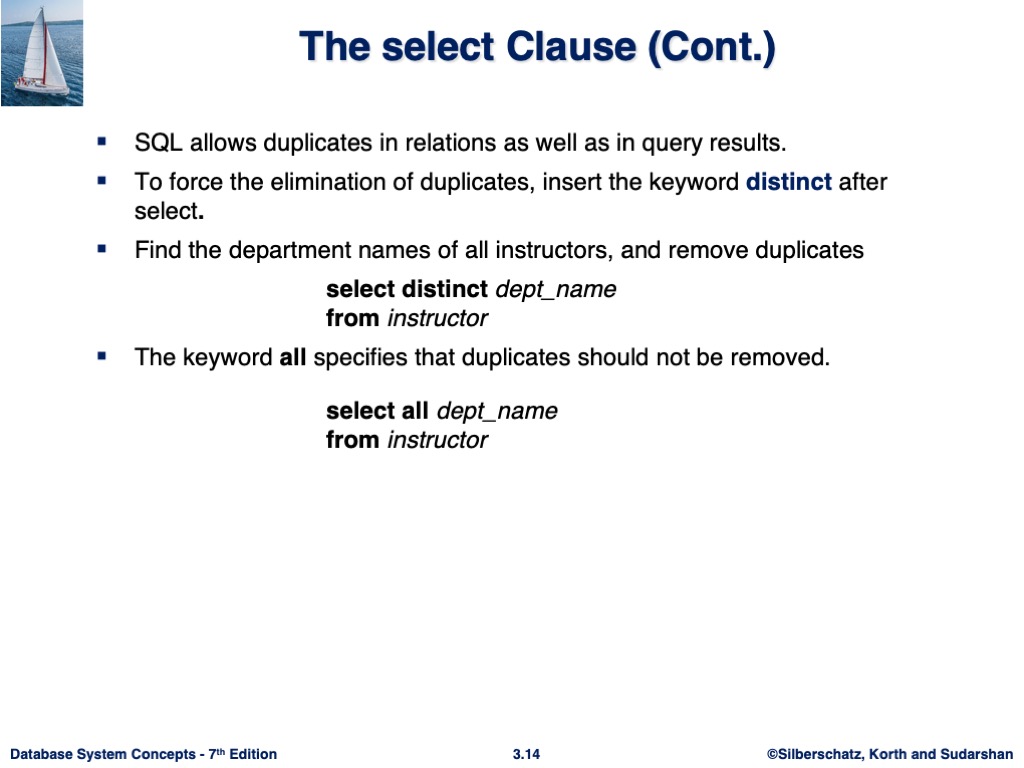 The select Clause (Cont.)
▪ SQL allows duplicates in relations as well as in query results.
▪ To force the elimination of duplicates, insert the keyword distinct after
select.
▪ Find the department names of all instructors, and remove duplicates
select distinct dept_name
from instructor
▪ The keyword all specifies that duplicates should not be removed.
select all dept_name
from instructor
Database System Concepts - 7th Edition
3.14
©Silberschatz, Korth and Sudarshan